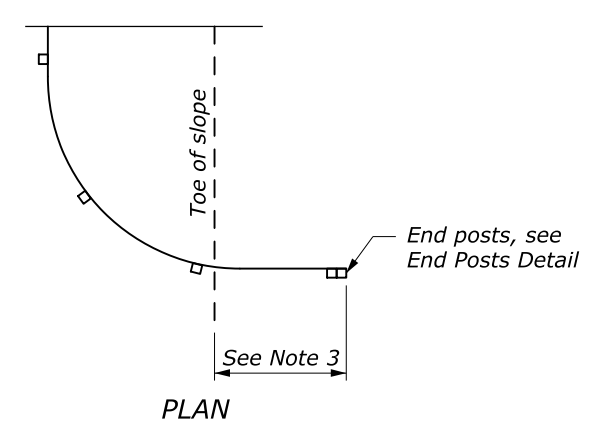 Toe of slope
End posts, see
End Posts Detail
See Note 3
PLAN